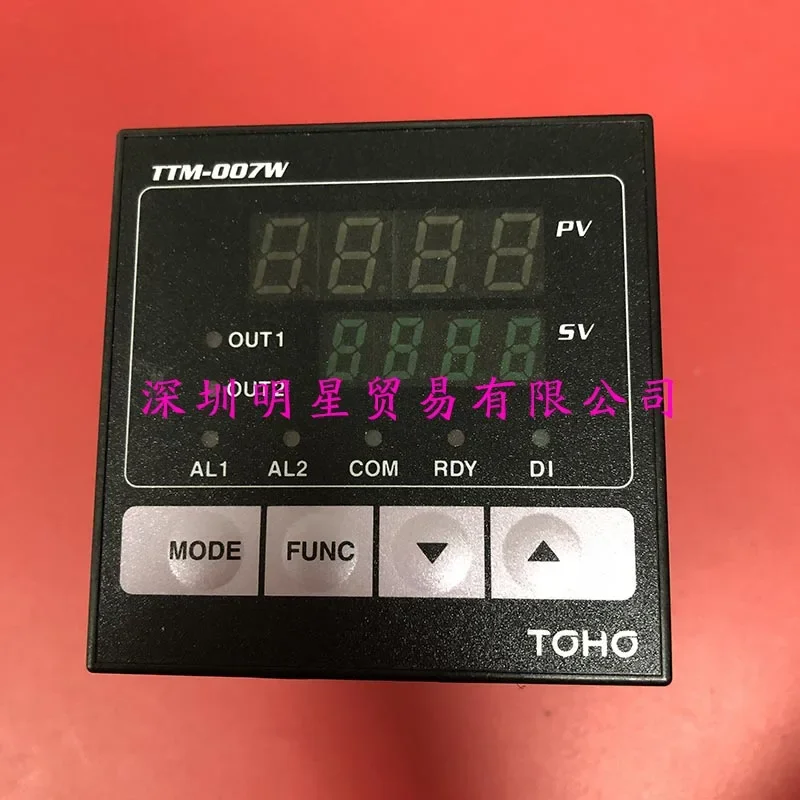 TTM-007W
PV
OUT1
SV
OUT2
深圳明星贸易有限公司
AL1 AL2 COM RDY DI
MODE FUNC ▼ ▲
TOHO